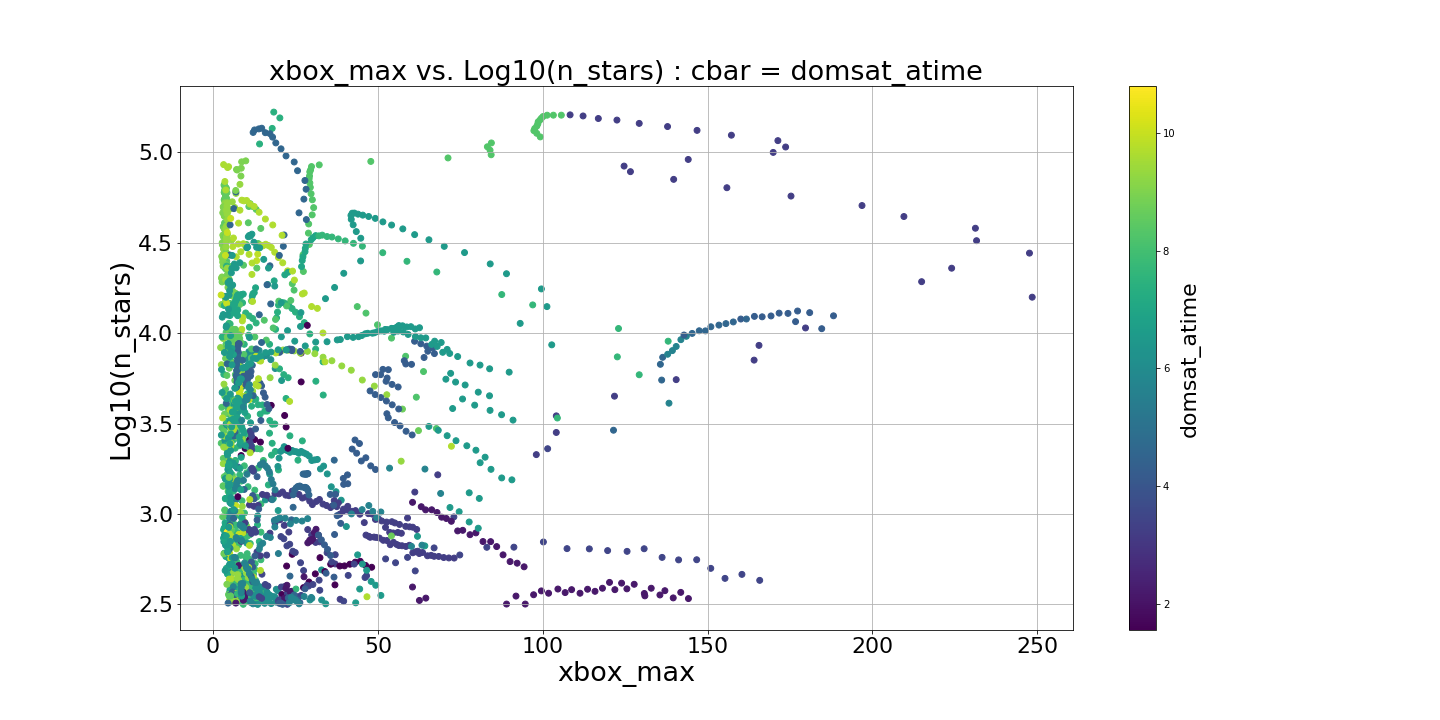 xbox_max vs. Log10(n_stars) : cbar = domsat_atime
Log10(n_stars)
5.0
4.5
4.0
3.5
3.0
2.5
0 50 100 150 200 250
xbox_max
10
8
6
4
2
domsat_atime